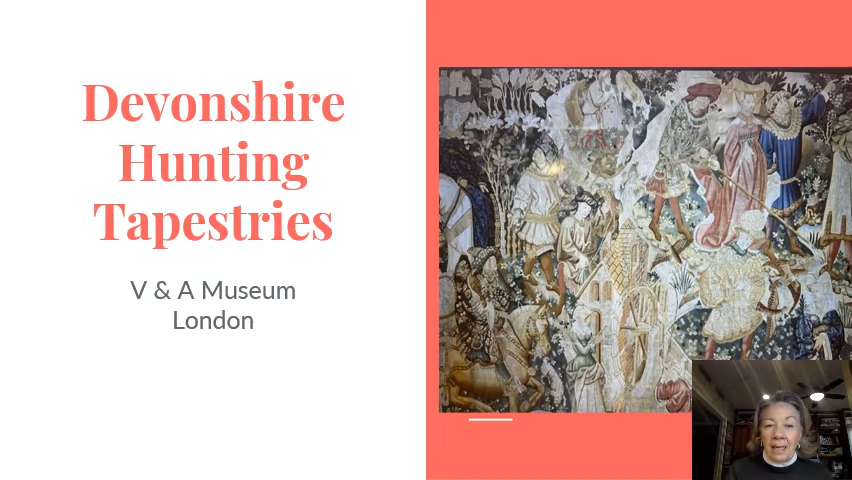 Devonshire
Hunting
Tapestries
V & A Museum
London